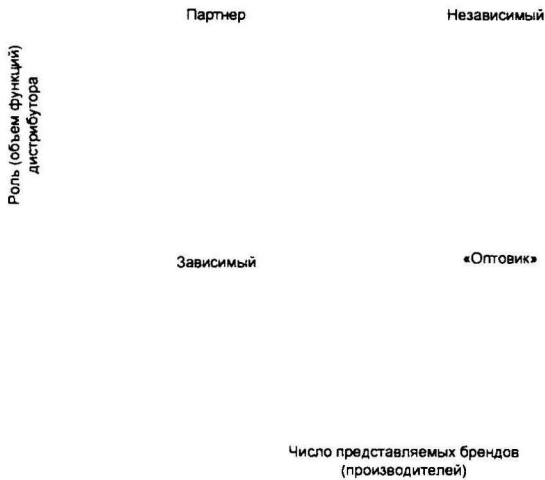 Партнер
Независимый
Роль (объем функций)
дистрибутора
Зависимый
«Оптовик»
Число представляемых брендов
(производителей)